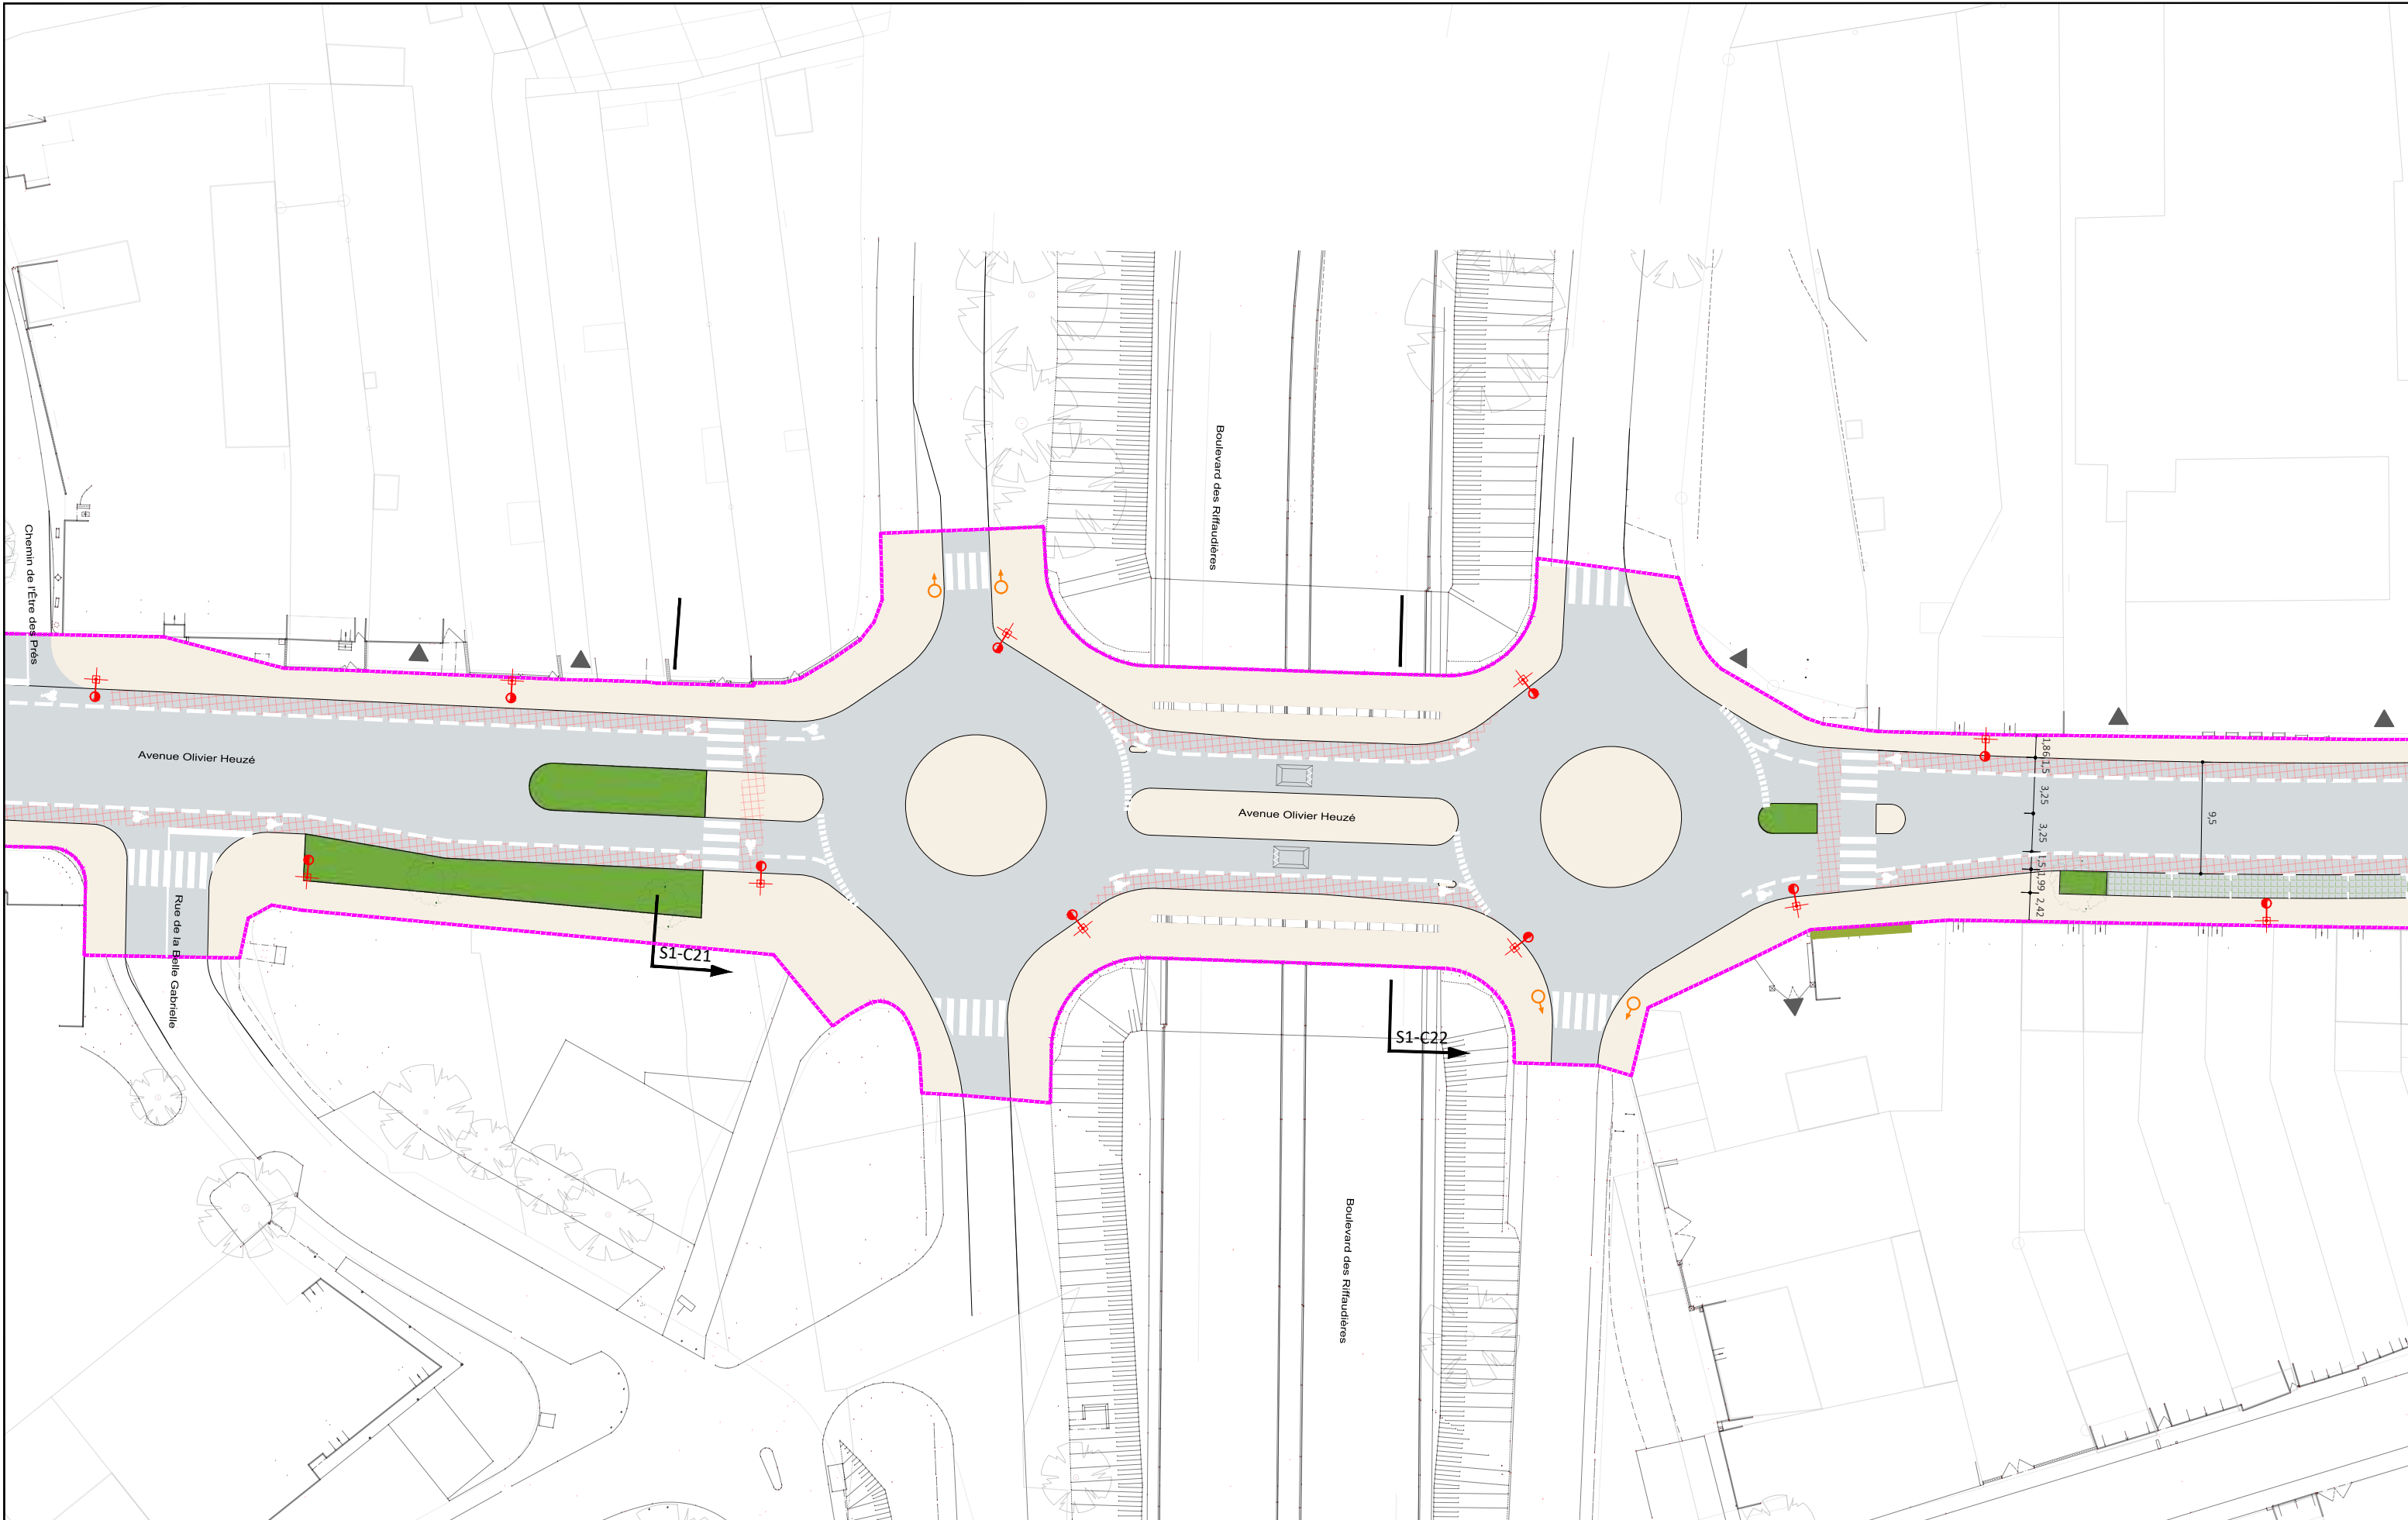 Boulevard des Riffaudières
Chemin de l'Être des Prés
Avenue Olivier Heuzé
Avenue Olivier Heuzé
1,86
1,5
3,25
3,25
1,5
1,99
2,42
9,5
Rue de la Belle Gabrielle
S1-C21
S1-C22
Boulevard des Riffaudières